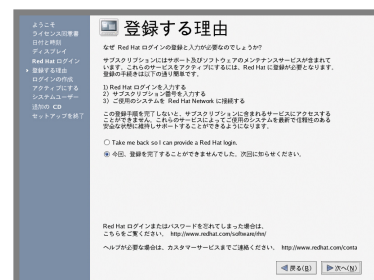 ようこそ
ライセンス同意書
日付と時刻
ディスプレイ
Red Hat ログイン
登録する理由
ログインの作成
アクティブにする
システムユーザー
追加の CD
セットアップを終了
登録する理由
なぜ Red Hat ログインの登録と入力が必要なのでしょうか?
サブスクリプションにはサポート及びソフトウェアのメンテナンスサービスが含まれて
います。これらのサービスをアクティブにするには、Red Hat に登録が必要となります。
登録の手続きは以下の通り簡単です。
1) Red Hat ログインを入力する
2) サブスクリプション番号を入力する
3) ご使用のシステムを Red Hat Network に接続する
この登録手順を完了しないと、サブスクリプションに含まれるサービスにアクセスする
ことができません。これらのサービスによってご使用のシステムを最新で信頼性のある
安全な状態に維持しサポートすることができるようになります。
Take me back so I can provide a Red Hat login.
今回、登録を完了することができませんでした。次回に知らせください。
Red Hat ログインまたはパスワードを忘れてしまった場合は、
こちらをご覧ください。 http://www.redhat.com/software/rhn/
ヘルプが必要な場合は、カスタマーサービスまでご連絡ください。 http://www.redhat.com/conta
戻る(B)
次へ(N)